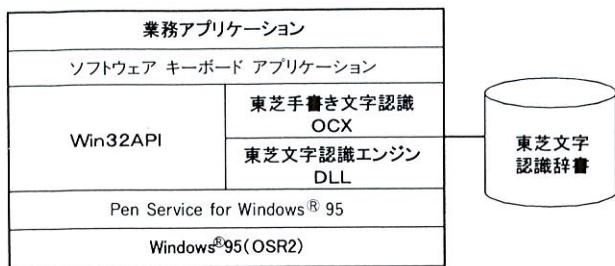 業務アプリケーション
ソフトウェア キーボード アプリケーション
Win32API
東芝手書き文字認識
OCX
東芝文字認識エンジン
DLL
東芝文字
認識辞書
Pen Service for Windows® 95
Windows®95(OSR2)